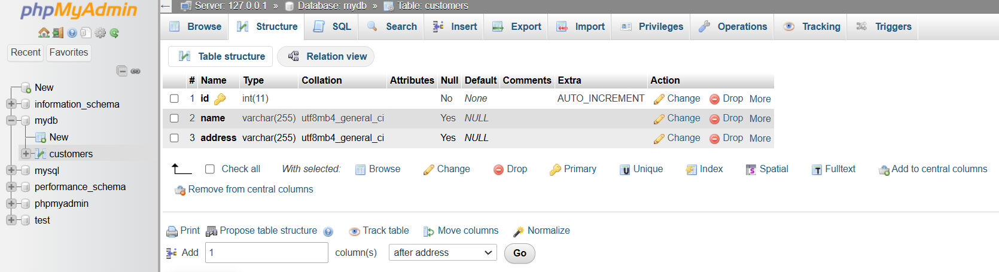 phpMyAdmin
Recent Favorites
New
information_schema
mydb
New
customers
mysql
performance_schema
phpmyadmin
test
Server: 127.0.0.1 » Database: mydb » Table: customers
Browse Structure SQL Search Insert Export Import Privileges Operations Tracking Triggers
Table structure Relation view
# Name Type Collation Attributes Null Default Comments Extra Action
1 id int(11) No None AUTO_INCREMENT Change Drop More
2 name varchar(255) utf8mb4_general_ci Yes NULL Change Drop More
3 address varchar(255) utf8mb4_general_ci Yes NULL Change Drop More
Check all With selected: Browse Change Drop Primary Unique Index Spatial Fulltext Add to central columns
Remove from central columns
Print Propose table structure Track table Move columns Normalize
Add 1 column(s) after address Go